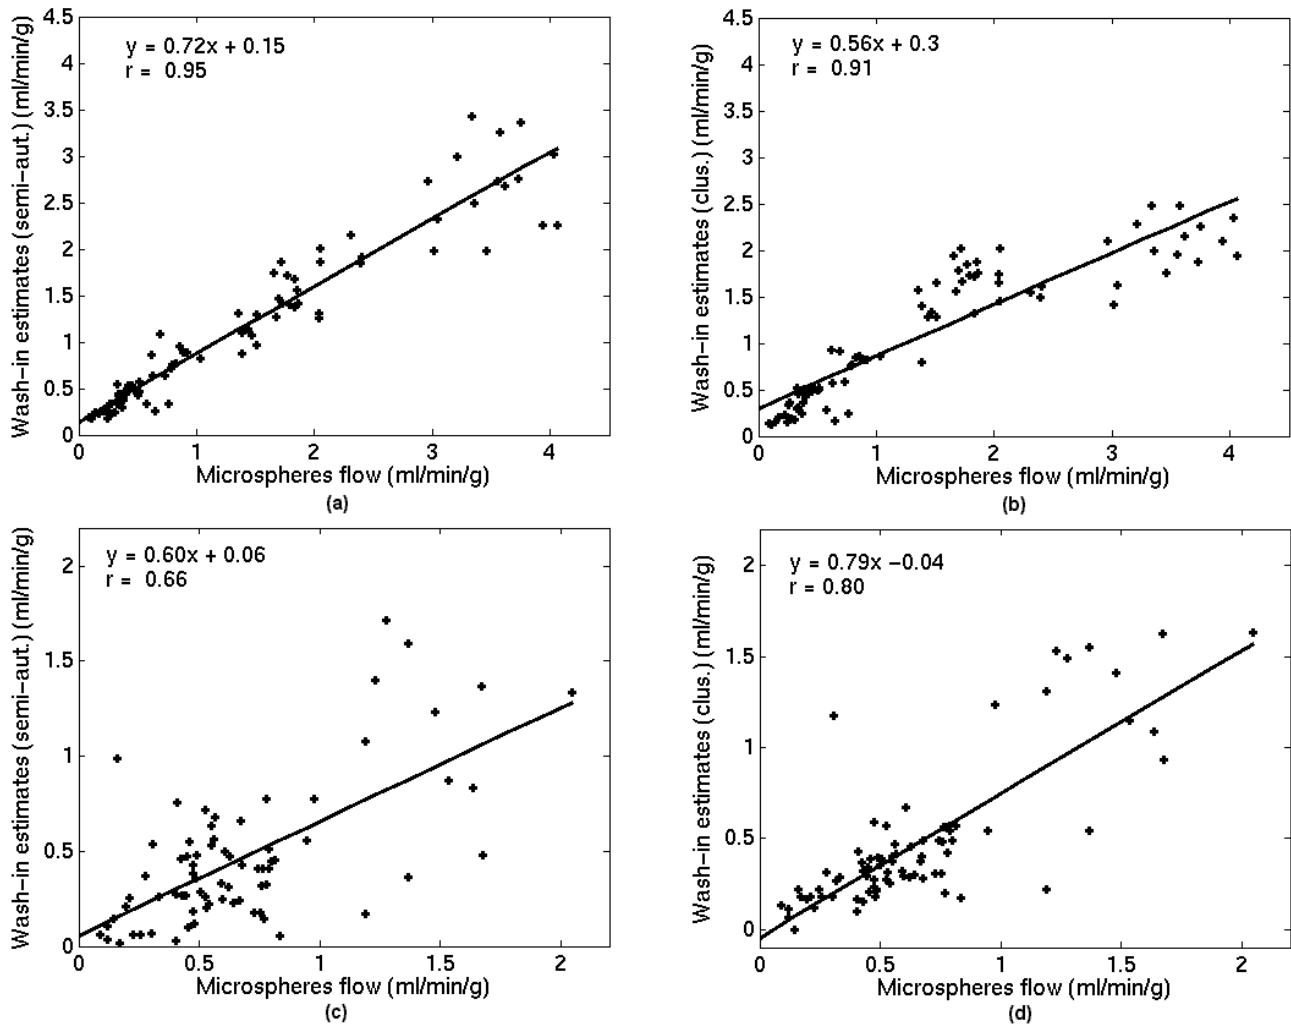 Wash-in estimates (semi-aut.) (ml/min/g)
4.5
4
3.5
3
2.5
2
1.5
1
0.5
0
y = 0.72x + 0.15
r = 0.95
0 1 2 3 4
Microspheres flow (ml/min/g)
(a)
Wash-in estimates (clus.) (ml/min/g)
4.5
4
3.5
3
2.5
2
1.5
1
0.5
0
y = 0.56x + 0.3
r = 0.91
0 1 2 3 4
Microspheres flow (ml/min/g)
(b)
Wash-in estimates (semi-aut.) (ml/min/g)
2
1.5
1
0.5
0
y = 0.60x + 0.06
r = 0.66
0 0.5 1 1.5 2
Microspheres flow (ml/min/g)
(c)
Wash-in estimates (clus.) (ml/min/g)
2
1.5
1
0.5
0
y = 0.79x −0.04
r = 0.80
0 0.5 1 1.5 2
Microspheres flow (ml/min/g)
(d)